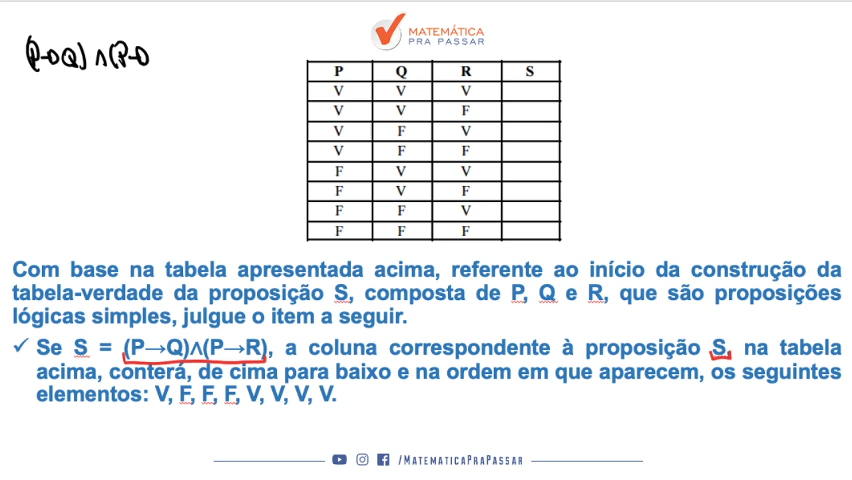 MATEMÁTICA
PRA PASSAR
(P→Q) ∧ (P→
P Q R S
V V V
V V F
V F V
V F F
F V V
F V F
F F V
F F F
Com base na tabela apresentada acima, referente ao início da construção da
tabela-verdade da proposição S, composta de P, Q e R, que são proposições
lógicas simples, julgue o item a seguir.
✓ Se S = (P→Q)∧(P→R), a coluna correspondente à proposição S, na tabela
acima, conterá, de cima para baixo e na ordem em que aparecem, os seguintes
elementos: V, F, F, F, V, V, V, V.
/MATEMATICAPRAPASSAR